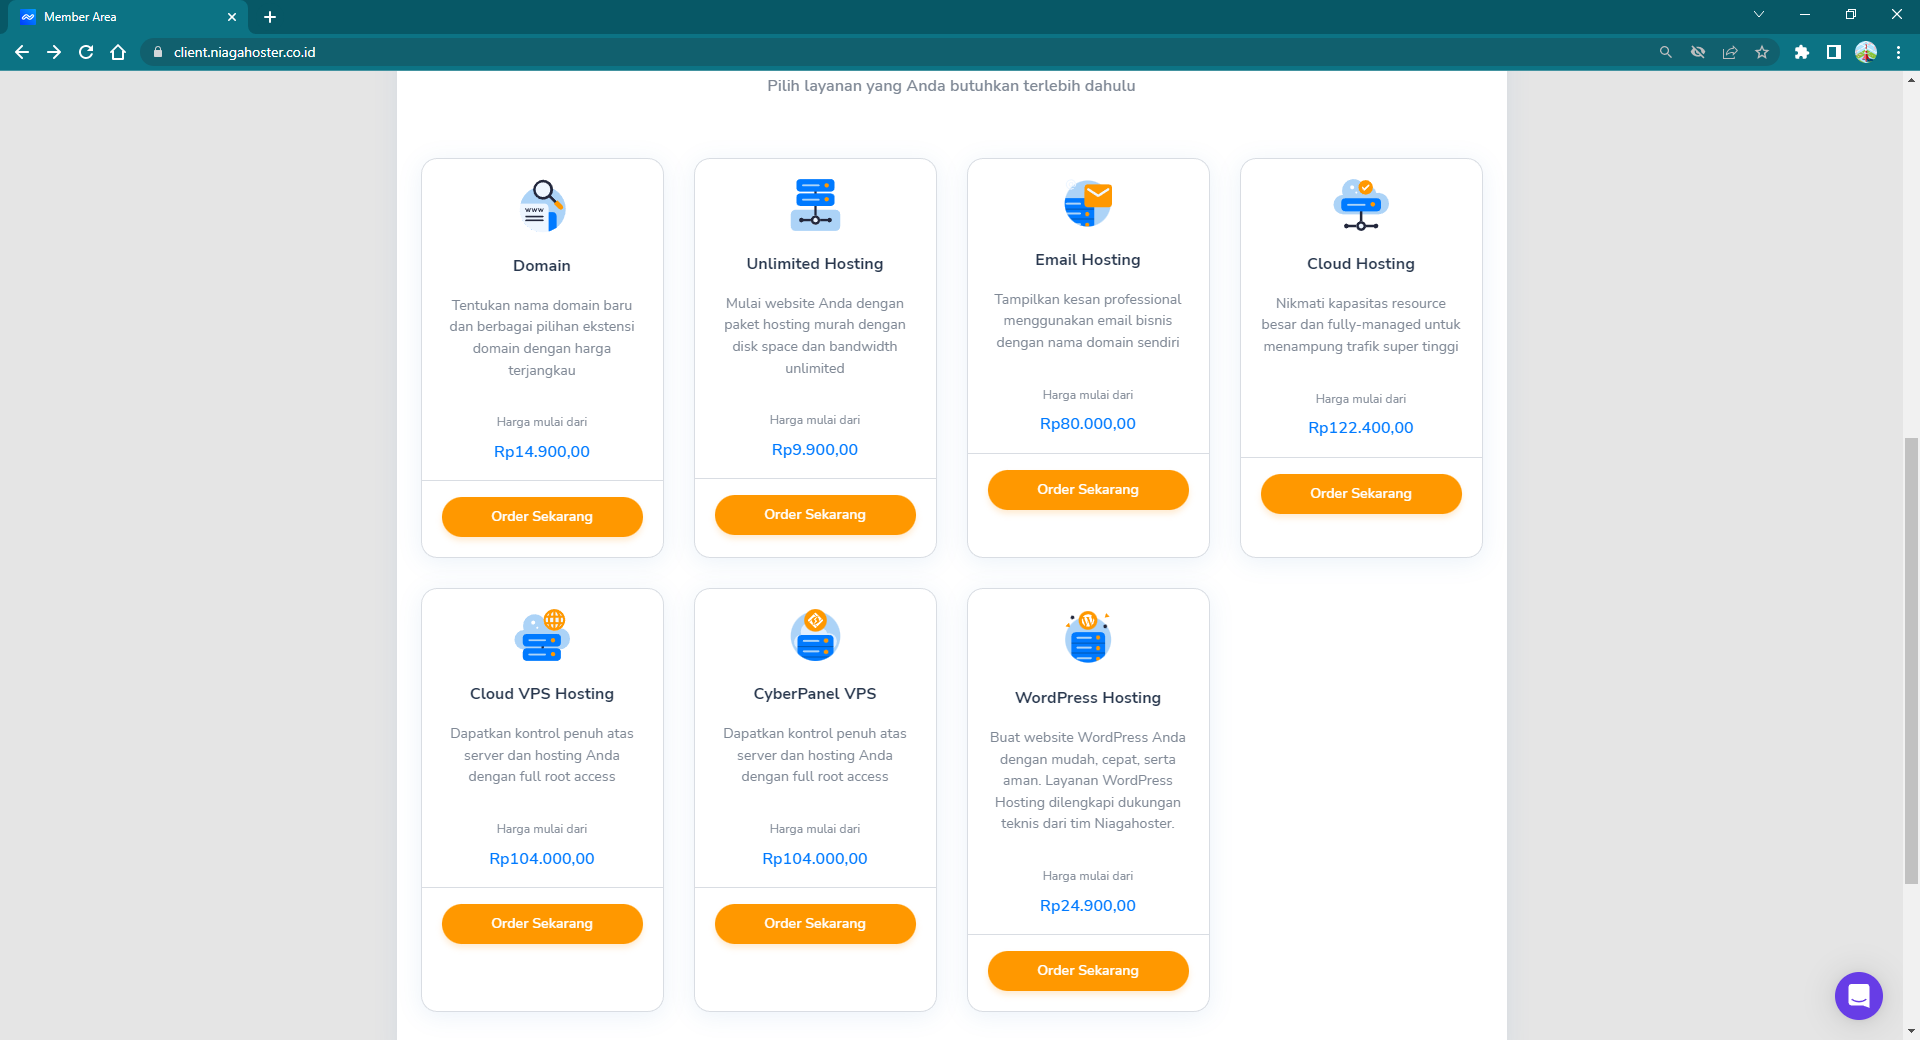 Member Area
client.niagahoster.co.id
Pilih layanan yang Anda butuhkan terlebih dahulu
www
Domain
Tentukan nama domain baru
dan berbagai pilihan ekstensi
domain dengan harga
terjangkau
Harga mulai dari
Rp14.900,00
Order Sekarang
Unlimited Hosting
Mulai website Anda dengan
paket hosting murah dengan
disk space dan bandwidth
unlimited
Harga mulai dari
Rp9.900,00
Order Sekarang
Email Hosting
Tampilkan kesan professional
menggunakan email bisnis
dengan nama domain sendiri
Harga mulai dari
Rp80.000,00
Order Sekarang
Cloud Hosting
Nikmati kapasitas resource
besar dan fully-managed untuk
menampung trafik super tinggi
Harga mulai dari
Rp122.400,00
Order Sekarang
Cloud VPS Hosting
Dapatkan kontrol penuh atas
server dan hosting Anda
dengan full root access
Harga mulai dari
Rp104.000,00
Order Sekarang
CyberPanel VPS
Dapatkan kontrol penuh atas
server dan hosting Anda
dengan full root access
Harga mulai dari
Rp104.000,00
Order Sekarang
WordPress Hosting
Buat website WordPress Anda
dengan mudah, cepat, serta
aman. Layanan WordPress
Hosting dilengkapi dukungan
teknis dari tim Niagahoster.
Harga mulai dari
Rp24.900,00
Order Sekarang